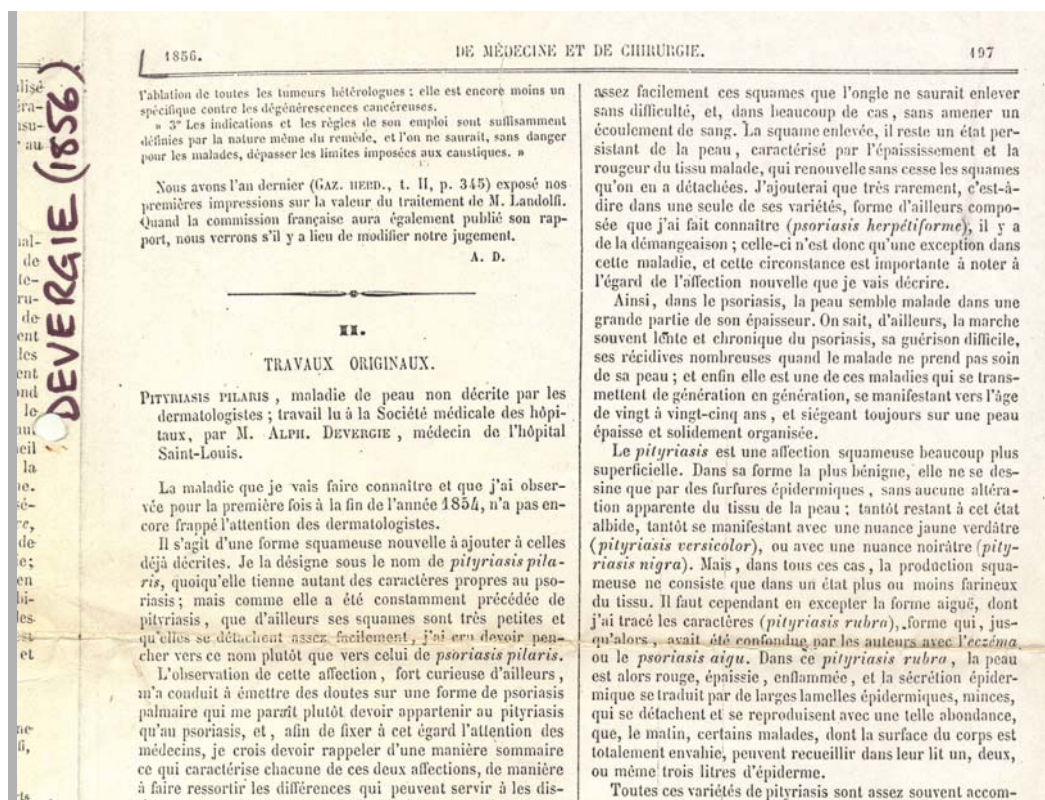 DEVERGIE (1856)
1856.
DE MÉDECINE ET DE CHIRURGIE.
197
l'ablation de toutes les tumeurs hétérologues ; elle est encore moins un
spécifique contre les dégénérescences cancéreuses.
» 3° Les indications et les règles de son emploi sont suffisamment
définies par la nature même du remède, et l'on ne saurait, sans danger
pour les malades, dépasser les limites imposées aux caustiques. »
Nous avons l'an dernier (GAZ. HEBD., t. II, p. 345) exposé nos
premières impressions sur la valeur du traitement de M. Landolfi.
Quand la commission française aura également publié son rap-
port, nous verrons s'il y a lieu de modifier notre jugement.
A. D.
II.
TRAVAUX ORIGINAUX.
PITYRIASIS PILARIS, maladie de peau non décrite par les
dermatologistes ; travail lu à la Société médicale des hôpi-
taux, par M. ALPH. DEVERGIE, médecin de l'hôpital
Saint-Louis.
La maladie que je vais faire connaître et que j'ai obser-
vée pour la première fois à la fin de l'année 1854, n'a pas en-
core frappé l'attention des dermatologistes.
Il s'agit d'une forme squameuse nouvelle à ajouter à celles
déjà décrites. Je la désigne sous le nom de pityriasis pila-
ris, quoiqu'elle tienne autant des caractères propres au pso-
riasis ; mais comme elle a été constamment précédée de
pityriasis, que d'ailleurs ses squames sont très petites et
qu'elles se détachent assez facilement, j'ai cru devoir pen-
cher vers ce nom plutôt que vers celui de psoriasis pilaris.
L'observation de cette affection, fort curieuse d'ailleurs,
m'a conduit à émettre des doutes sur une forme de psoriasis
palmaire qui me paraît plutôt devoir appartenir au pityriasis
qu'au psoriasis, et, afin de fixer à cet égard l'attention des
médecins, je crois devoir rappeler d'une manière sommaire
ce qui caractérise chacune de ces deux affections, de manière
à faire ressortir les différences qui peuvent servir à les dis-
assez facilement ces squames que l'ongle ne saurait enlever
sans difficulté, et, dans beaucoup de cas, sans amener un
écoulement de sang. La squame enlevée, il reste un état per-
sistant de la peau, caractérisé par l'épaississement et la
rougeur du tissu malade, qui renouvelle sans cesse les squames
qu'on en a détachées. J'ajouterai que très rarement, c'est-à-
dire dans une seule de ses variétés, forme d'ailleurs compo-
sée que j'ai fait connaître (psoriasis herpétiforme), il y a
de la démangeaison ; celle-ci n'est donc qu'une exception dans
cette maladie, et cette circonstance est importante à noter à
l'égard de l'affection nouvelle que je vais décrire.
Ainsi, dans le psoriasis, la peau semble malade dans une
grande partie de son épaisseur. On sait, d'ailleurs, la marche
souvent lente et chronique du psoriasis, sa guérison difficile,
ses récidives nombreuses quand le malade ne prend pas soin
de sa peau ; et enfin elle est une de ces maladies qui se trans-
mettent de génération en génération, se manifestant vers l'âge
de vingt à vingt-cinq ans, et siégeant toujours sur une peau
épaisse et solidement organisée.
Le pityriasis est une affection squameuse beaucoup plus
superficielle. Dans sa forme la plus bénigne, elle ne se des-
sine que par des furfures épidermiques, sans aucune altéra-
tion apparente du tissu de la peau ; tantôt restant à cet état
albide, tantôt se manifestant avec une nuance jaune verdâtre
(pityriasis versicolor), ou avec une nuance noirâtre (pity-
riasis nigra). Mais, dans tous ces cas, la production squa-
meuse ne consiste que dans un état plus ou moins farineux
du tissu. Il faut cependant en excepter la forme aiguë, dont
j'ai tracé les caractères (pityriasis rubra), forme qui, jus-
qu'alors, avait été confondue par les auteurs avec l'eczéma
ou le psoriasis aigu. Dans ce pityriasis rubra, la peau
est alors rouge, épaissie, enflammée, et la sécrétion épider-
mique se traduit par de larges lamelles épidermiques, minces,
qui se détachent et se reproduisent avec une telle abondance,
que, le matin, certains malades, dont la surface du corps est
totalement envahie, peuvent recueillir dans leur lit un, deux,
ou même trois litres d'épiderme.
Toutes ces variétés de pityriasis sont assez souvent accom-